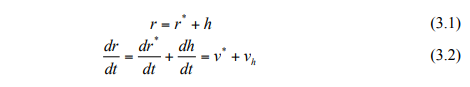 r = r* + h (3.1)
dr/dt = dr*/dt + dh/dt = v* + v_h (3.2)